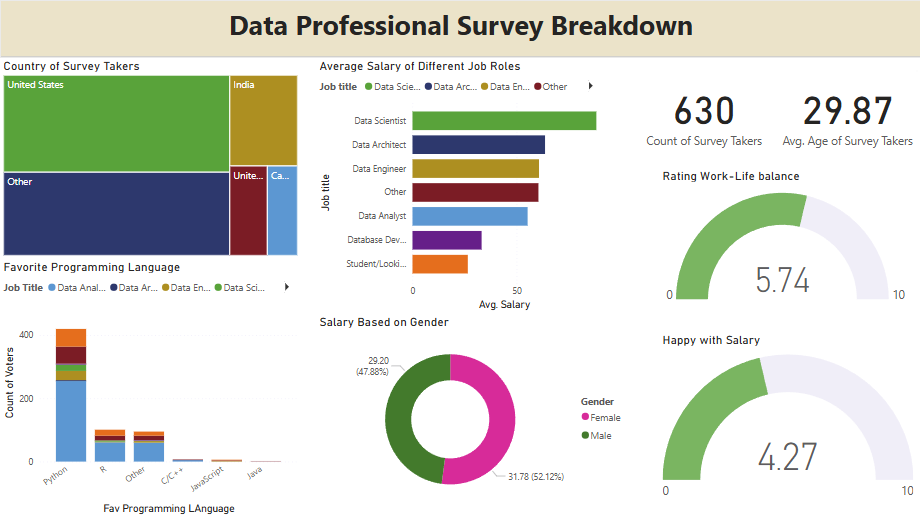 Data Professional Survey Breakdown
Country of Survey Takers
United States
India
Other
Unite...
Ca...
Average Salary of Different Job Roles
Job title Data Scie... Data Arc... Data En... Other
Job title
Data Scientist
Data Architect
Data Engineer
Other
Data Analyst
Database Dev...
Student/Looki...
0 50
Avg. Salary
630
Count of Survey Takers
29.87
Avg. Age of Survey Takers
Rating Work-Life balance
5.74
0 10
Favorite Programming Language
Job Title Data Anal... Data Ar... Data En... Data Sci...
Count of Voters
400
200
0
Python R Other C/C++ JavaScript Java
Fav Programming LAnguage
Salary Based on Gender
29.20
(47.88%)
31.78 (52.12%)
Gender
Female
Male
Happy with Salary
4.27
0 10